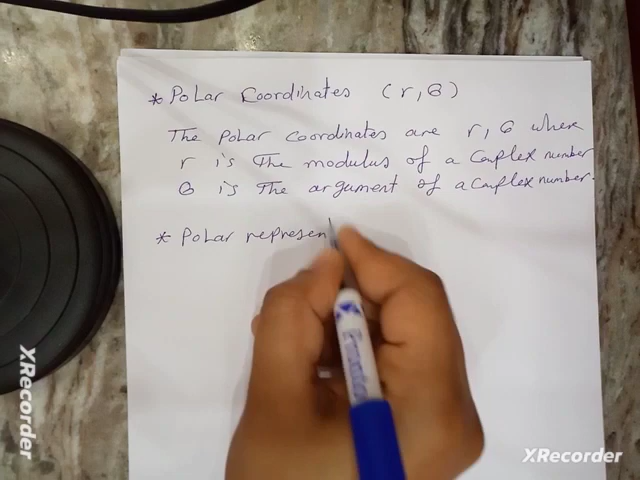 * Polar Coordinates (r, θ)
The polar coordinates are r, θ where
r is the modulus of a complex number
θ is the argument of a complex number.
* Polar represen
XRecorder
XRecorder